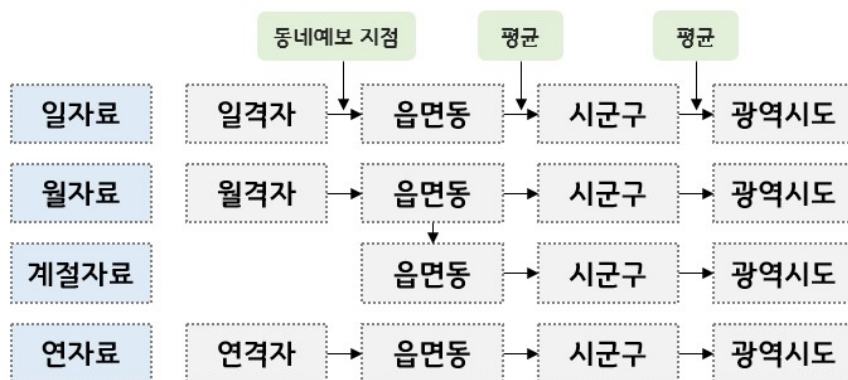 동네예보 지점 평균 평균
일자료 일격자 읍면동 시군구 광역시도
월자료 월격자 읍면동 시군구 광역시도
계절자료 읍면동 시군구 광역시도
연자료 연격자 읍면동 시군구 광역시도